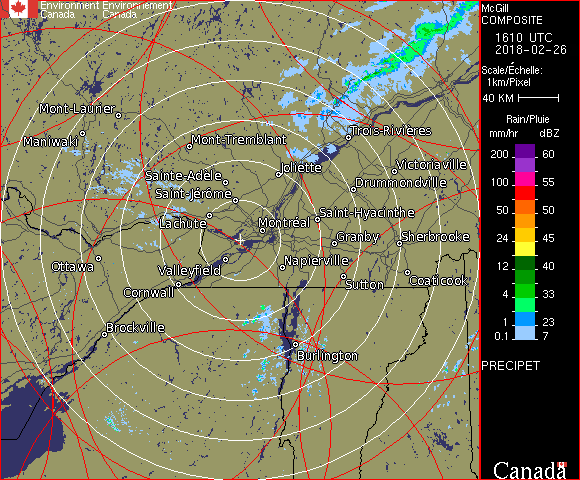 Environment Environnement
Canada Canada
McGill
COMPOSITE
1610 UTC
2018-02-26
Scale/Échelle:
1km/Pixel
40 KM
Rain/Pluie
mm/hr dBZ
200 60
100 55
50 50
24 45
12 40
4 33
1 23
0.1 7
PRECIPET
Canada
Mont-Laurier
Maniwaki
Mont-Tremblant
Trois-Rivières
Sainte-Adèle
Joliette
Victoriaville
Saint-Jérôme
Drummondville
Lachute
Saint-Hyacinthe
Montréal
Granby
Sherbrooke
Ottawa
Valleyfield
Napierville
Cornwall
Sutton
Coaticook
Brockville
Burlington